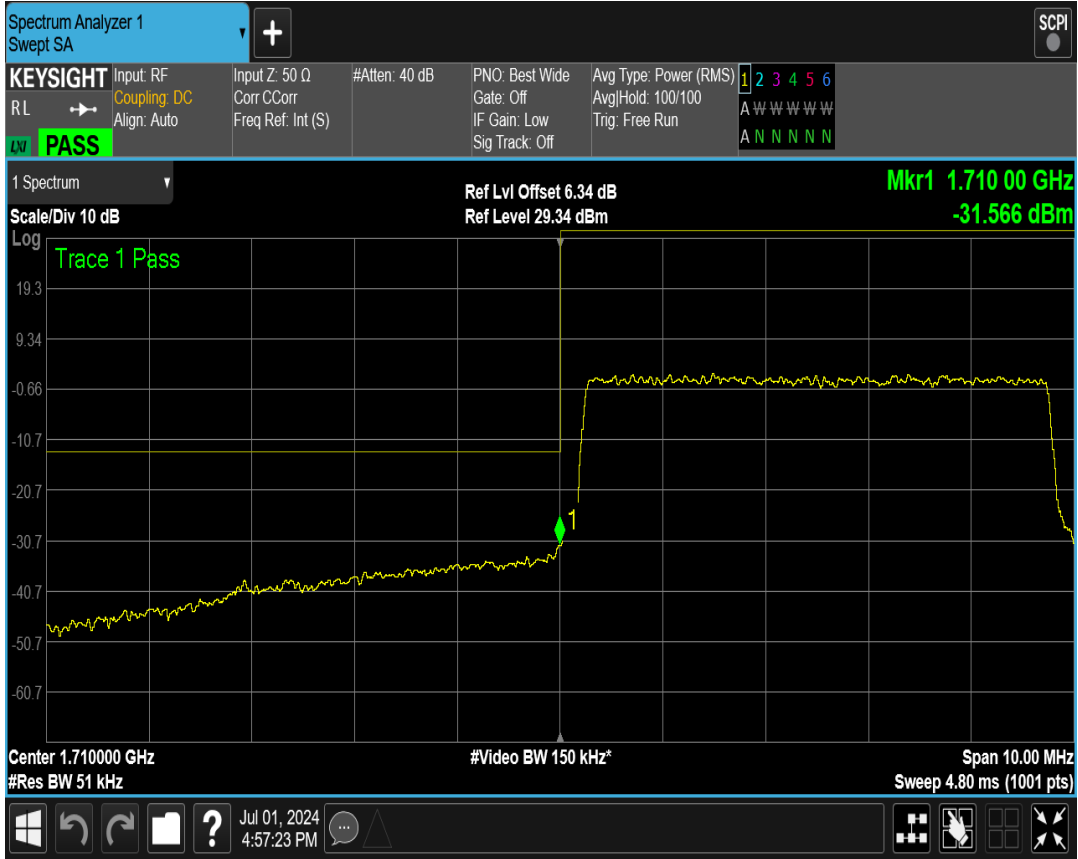 Spectrum Analyzer 1
Swept SA
+
SCPI
KEYSIGHT
RL
LXI PASS
Input: RF
Coupling: DC
Align: Auto
Input Z: 50 Ω
Corr CCorr
Freq Ref: Int (S)
#Atten: 40 dB
PNO: Best Wide
Gate: Off
IF Gain: Low
Sig Track: Off
Avg Type: Power (RMS)
Avg|Hold: 100/100
Trig: Free Run
1 2 3 4 5 6
A W W W W W
A N N N N N
1 Spectrum
Scale/Div 10 dB
Ref Lvl Offset 6.34 dB
Ref Level 29.34 dBm
Mkr1 1.710 00 GHz
-31.566 dBm
Log
Trace 1 Pass
19.3
9.34
-0.66
-10.7
-20.7
1
-30.7
-40.7
-50.7
-60.7
Center 1.710000 GHz
#Res BW 51 kHz
#Video BW 150 kHz*
Span 10.00 MHz
Sweep 4.80 ms (1001 pts)
?
Jul 01, 2024
4:57:23 PM